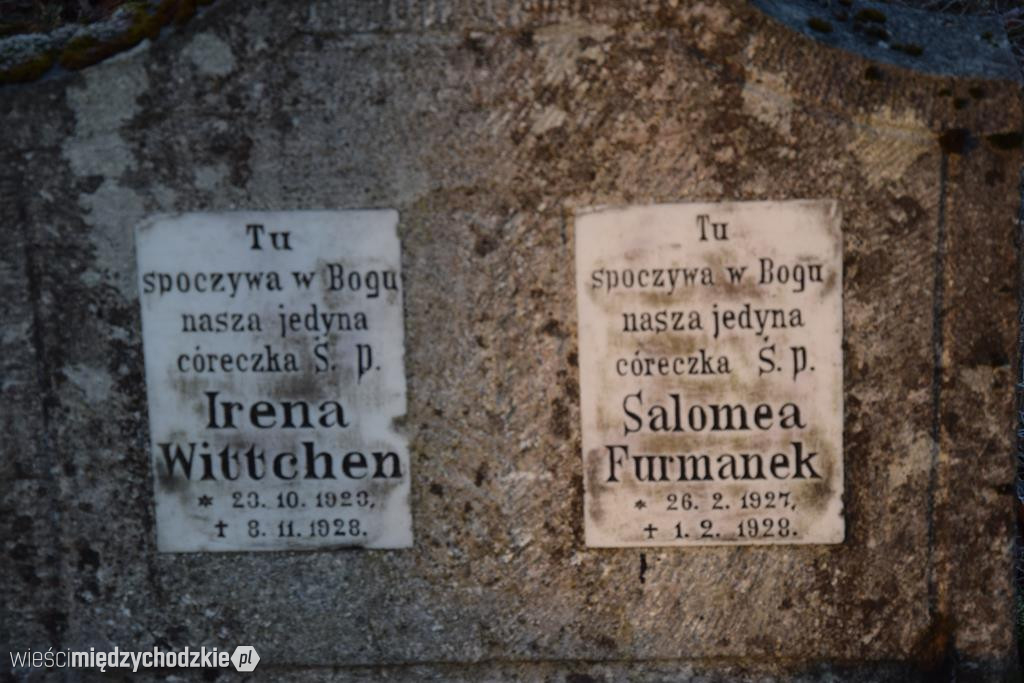 Tu
spoczywa w Bogu
nasza jedyna
córeczka Ś. p.
Irena
Wittchen
* 23. 10. 1923,
† 8. 11. 1928.
Tu
spoczywa w Bogu
nasza jedyna
córeczka Ś. p.
Salomea
Furmanek
* 26. 2. 1927,
† 1. 2. 1928.
wieścimiędzychodzkie.pl